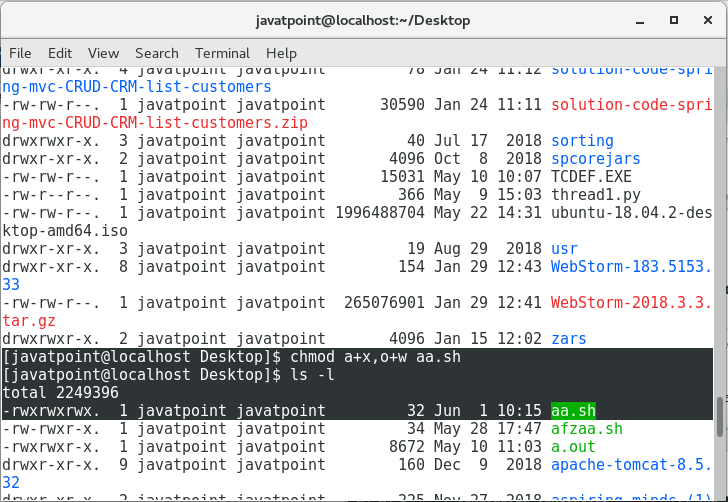 javatpoint@localhost:~/Desktop
File Edit View Search Terminal Help
drwxr-xr-x. 4 javatpoint javatpoint 78 Jan 24 11:12 solution-code-spri
ng-mvc-CRUD-CRM-list-customers
-rw-rw-r--. 1 javatpoint javatpoint 30590 Jan 24 11:11 solution-code-spri
ng-mvc-CRUD-CRM-list-customers.zip
drwxrwxr-x. 3 javatpoint javatpoint 40 Jul 17 2018 sorting
drwxr-xr-x. 2 javatpoint javatpoint 4096 Oct 8 2018 spcorejars
-rw-rw-r--. 1 javatpoint javatpoint 15031 May 10 10:07 TCDEF.EXE
-rw-r--r--. 1 javatpoint javatpoint 366 May 9 15:03 thread1.py
-rw-rw-r--. 1 javatpoint javatpoint 1996488704 May 22 14:31 ubuntu-18.04.2-des
ktop-amd64.iso
drwxr-xr-x. 3 javatpoint javatpoint 19 Aug 29 2018 usr
drwxr-xr-x. 8 javatpoint javatpoint 154 Jan 29 12:43 WebStorm-183.5153.
33
-rw-rw-r--. 1 javatpoint javatpoint 265076901 Jan 29 12:41 WebStorm-2018.3.3.
tar.gz
drwxrwxr-x. 2 javatpoint javatpoint 4096 Jan 15 12:02 zars
[javatpoint@localhost Desktop]$ chmod a+x,o+w aa.sh
[javatpoint@localhost Desktop]$ ls -l
total 2249396
-rwxrwxrwx. 1 javatpoint javatpoint 32 Jun 1 10:15 aa.sh
-rwxrwxr-x. 1 javatpoint javatpoint 34 May 28 17:47 afzaa.sh
-rwxrwxr-x. 1 javatpoint javatpoint 8672 May 10 11:03 a.out
drwxrwxr-x. 9 javatpoint javatpoint 160 Dec 9 2018 apache-tomcat-8.5.
32
drwxrwxr-x. 2 javatpoint javatpoint 225 Nov 27 2018 aspiring minds (1)